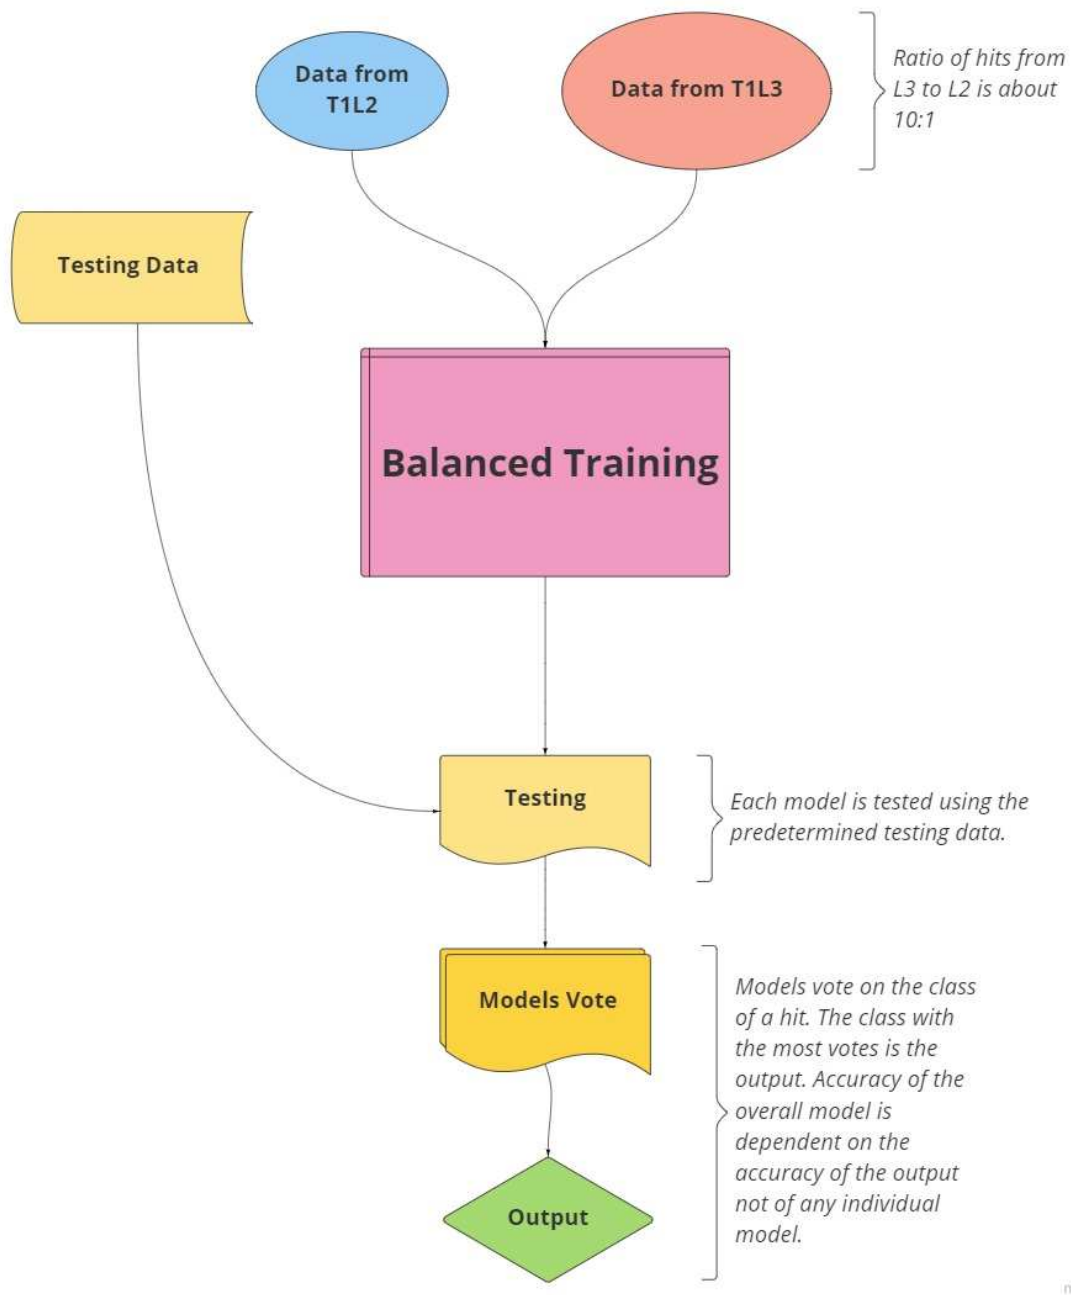 Data from
T1L2
Data from T1L3
Ratio of hits from
L3 to L2 is about
10:1
Testing Data
Balanced Training
Testing
Each model is tested using the
predetermined testing data.
Models Vote
Models vote on the class
of a hit. The class with
the most votes is the
output. Accuracy of the
overall model is
dependent on the
accuracy of the output
not of any individual
model.
Output